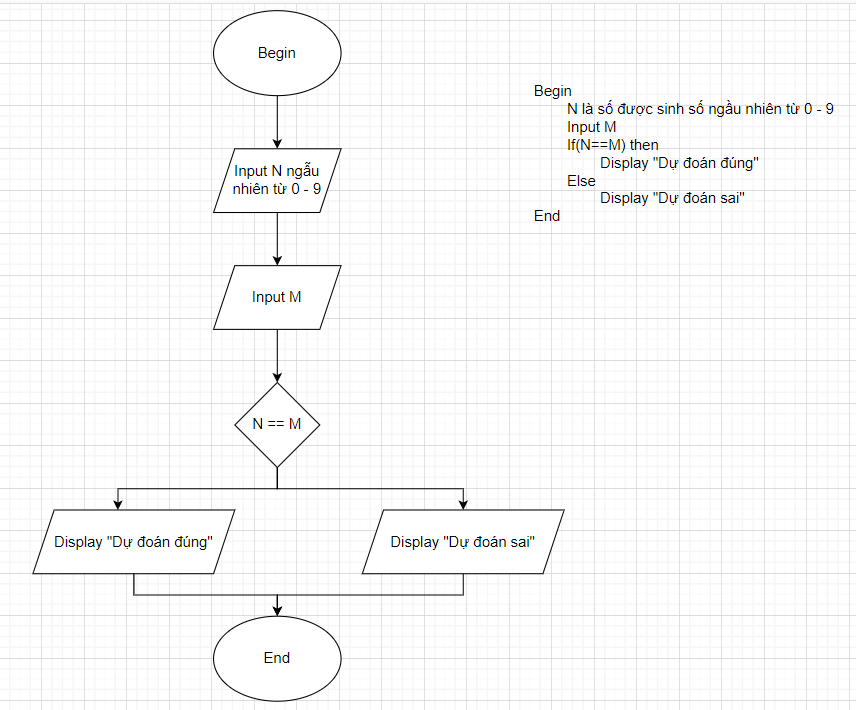 Begin
Input N ngẫu
nhiên từ 0 - 9
Input M
N == M
Display "Dự đoán đúng"
Display "Dự đoán sai"
End
Begin
N là số được sinh số ngầu nhiên từ 0 - 9
Input M
If(N==M) then
Display "Dự đoán đúng"
Else
Display "Dự đoán sai"
End